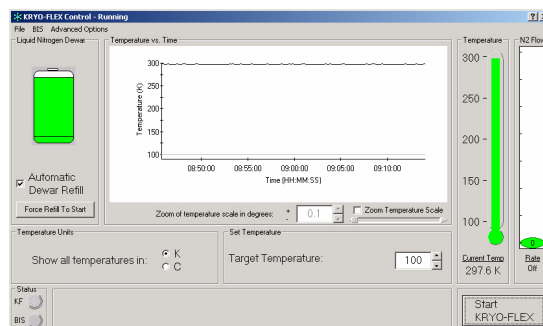 KRYO-FLEX Control - Running
File BIS Advanced Options
Liquid Nitrogen Dewar
Automatic
Dewar Refill
Force Refill To Start
Temperature vs. Time
Temperature (K)
300
250
200
150
100
08:50:00 08:55:00 09:00:00 09:05:00 09:10:00
Time (HH:MM:SS)
Zoom of temperature scale in degrees: + - 0.1 Zoom Temperature Scale
Temperature
300
250
200
150
100
Current Temp
297.6 K
N2 Flow
0
Rate
Off
Temperature Units
Show all temperatures in: K
C
Set Temperature
Target Temperature: 100
Status
KF
BIS
Start
KRYO-FLEX